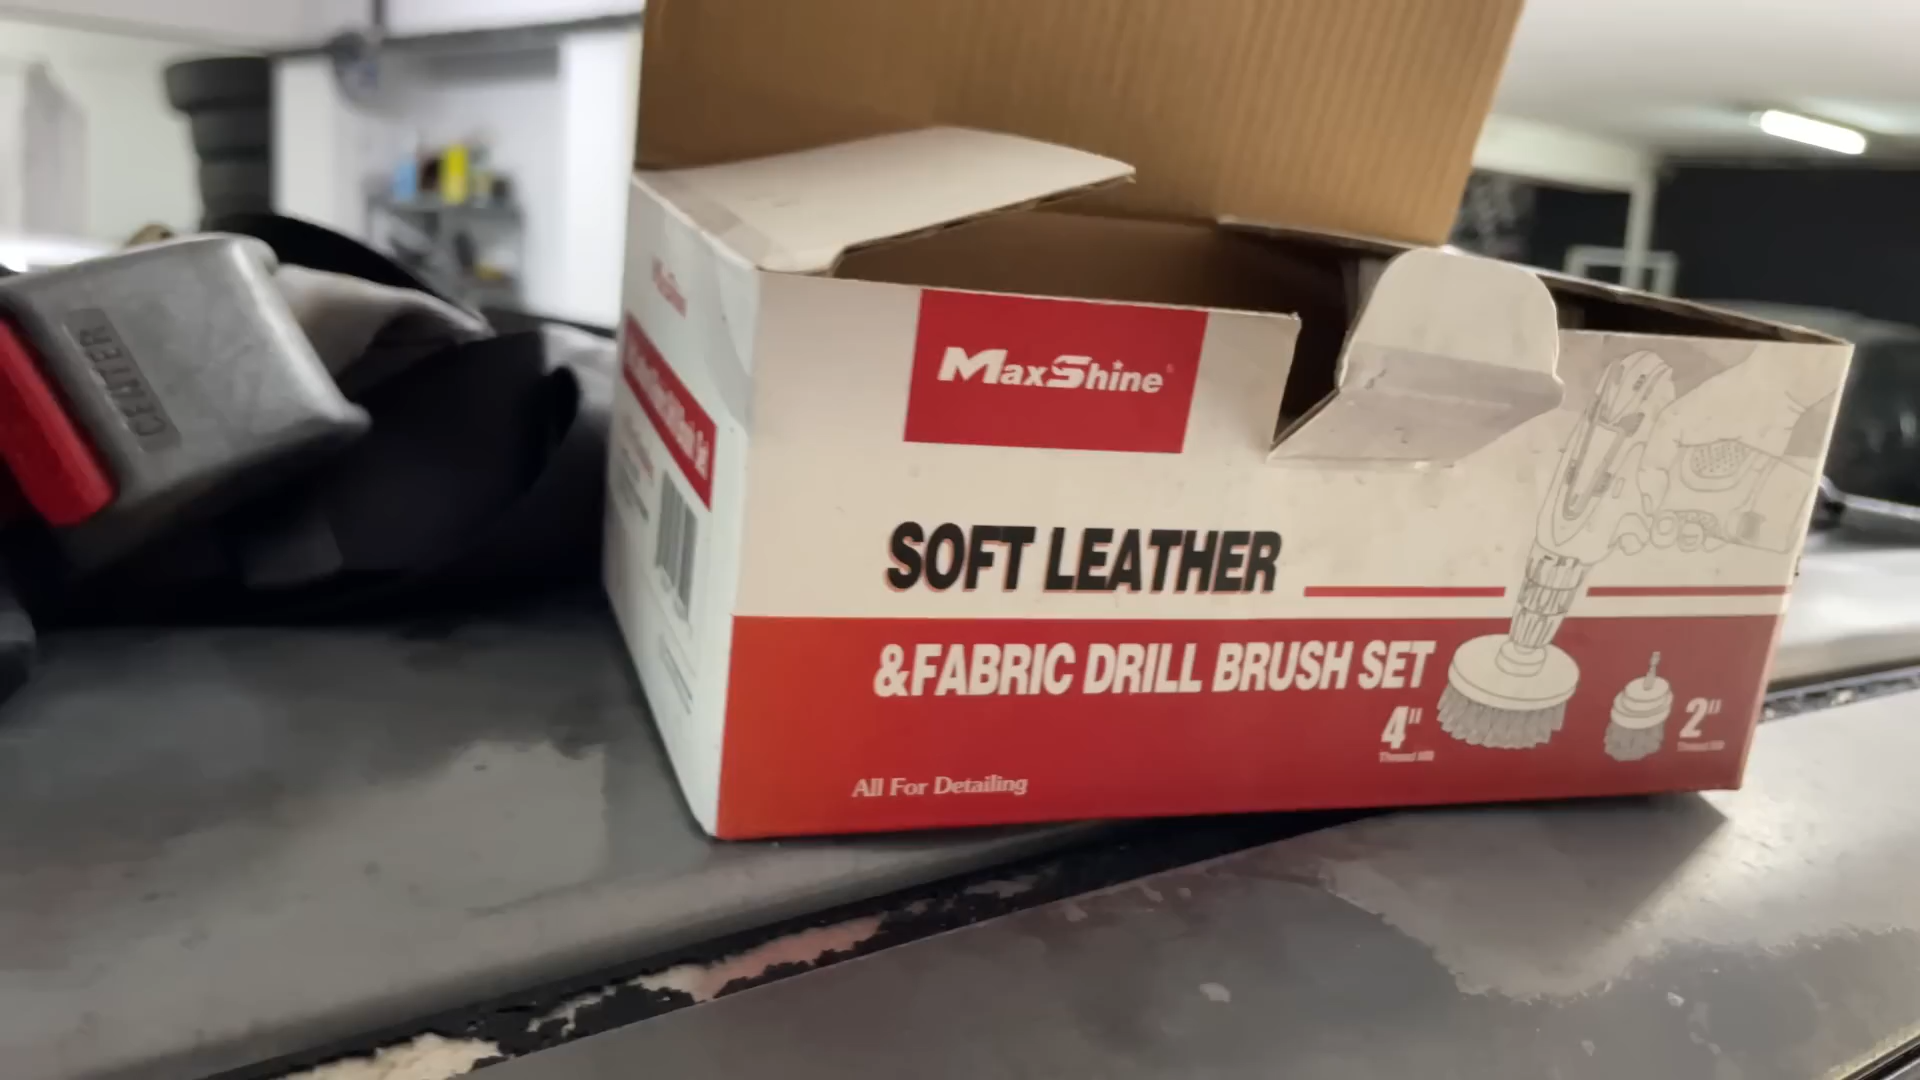 CENTER
MaxShine
SOFT LEATHER
&FABRIC DRILL BRUSH SET
4"
2"
All For Detailing